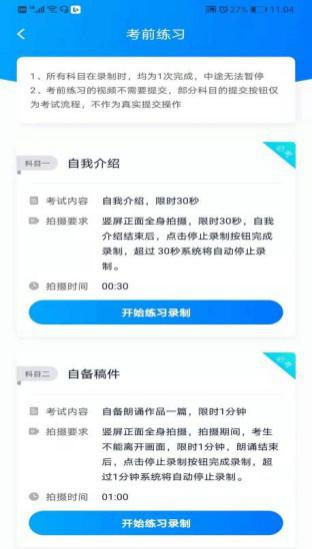 27%
11:04
考前练习
1、所有科目在录制时，均为1次完成，中途无法暂停
2、考前练习的视频不需要提交，部分科目的提交按钮仅
为考试流程，不作为真实提交操作
必考
科目一
自我介绍
考试内容 自我介绍，限时30秒
拍摄要求 竖屏正面全身拍摄，限时30秒，自我
介绍结束后，点击停止录制按钮完成
录制，超过 30秒系统将自动停止录
制。
拍摄时间 00:30
开始练习录制
必考
科目二
自备稿件
考试内容 自备朗诵作品一篇，限时1分钟
拍摄要求 竖屏正面全身拍摄，拍摄期间，考生
不能离开画面，限时1分钟，朗诵结束
后，点击停止录制按钮完成录制，超
过1分钟系统将自动停止录制。
拍摄时间 01:00
开始练习录制